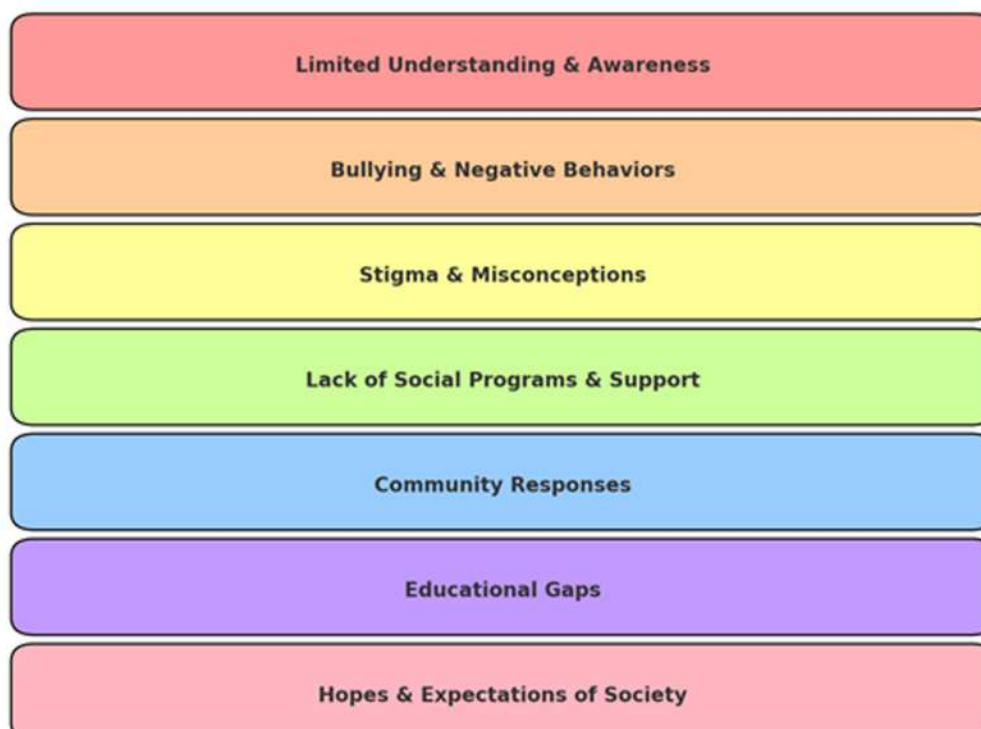 Limited Understanding & Awareness
Bullying & Negative Behaviors
Stigma & Misconceptions
Lack of Social Programs & Support
Community Responses
Educational Gaps
Hopes & Expectations of Society